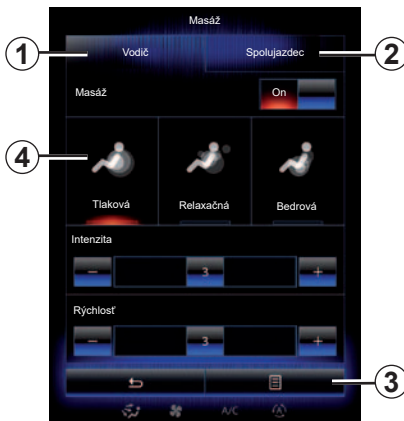 Masáž
1 Vodič Spolujazdec 2
Masáž On
4
Tlaková Relaxačná Bedrová
Intenzita
− 3 +
Rýchlosť
− 3 +
3
A/C A